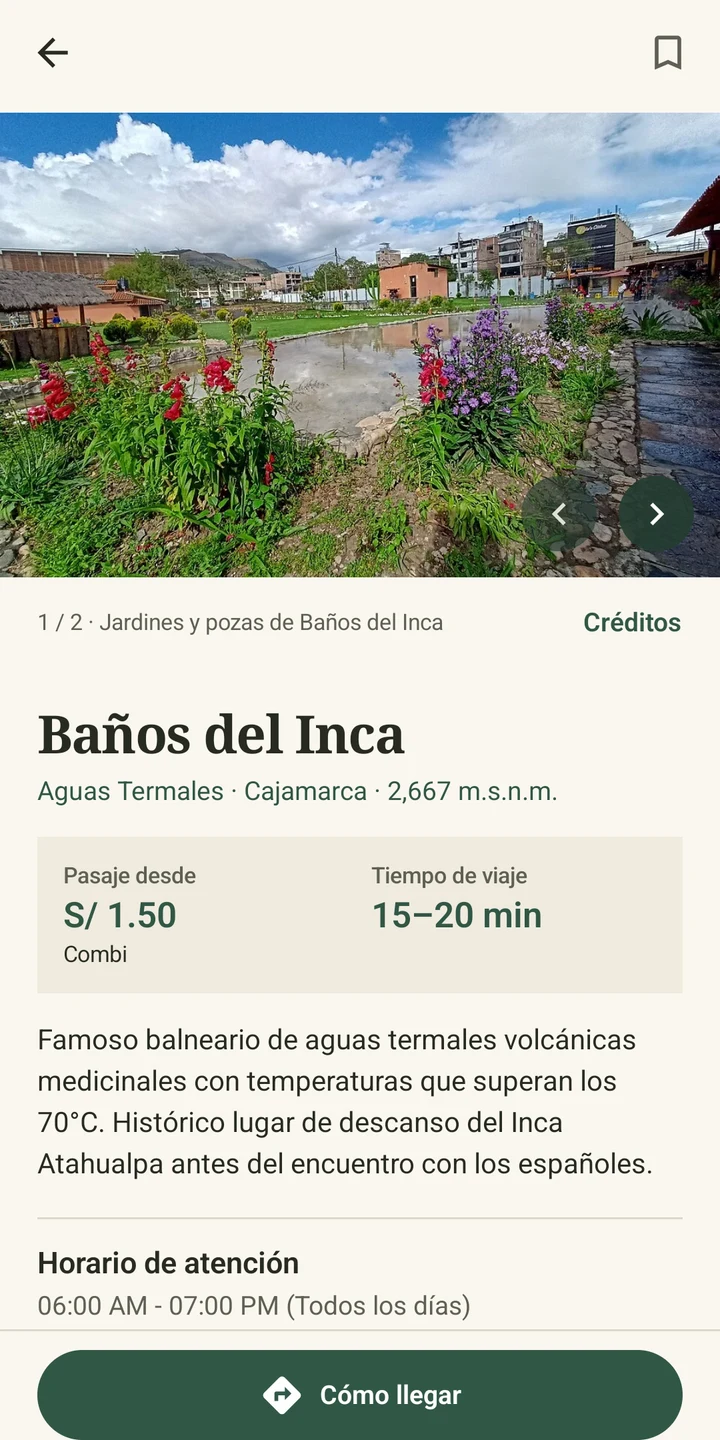 1 / 2 · Jardines y pozas de Baños del Inca
Créditos
Baños del Inca
Aguas Termales · Cajamarca · 2,667 m.s.n.m.
Pasaje desde
S/ 1.50
Combi
Tiempo de viaje
15–20 min
Famoso balneario de aguas termales volcánicas
medicinales con temperaturas que superan los
70°C. Histórico lugar de descanso del Inca
Atahualpa antes del encuentro con los españoles.
Horario de atención
06:00 AM - 07:00 PM (Todos los días)
Cómo llegar